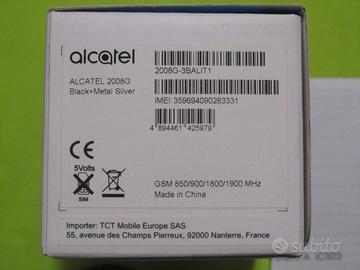 alcatel
ALCATEL 2008G
Black+Metal Silver
2008G-3BALIT1
IMEI: 359694090283331
4 894461 425979
5Volts
SIM
CE
GSM 850/900/1800/1900 MHz
Made in China
Importer: TCT Mobile Europe SAS
55, avenue des Champs Pierreux, 92000 Nanterre, France
subito